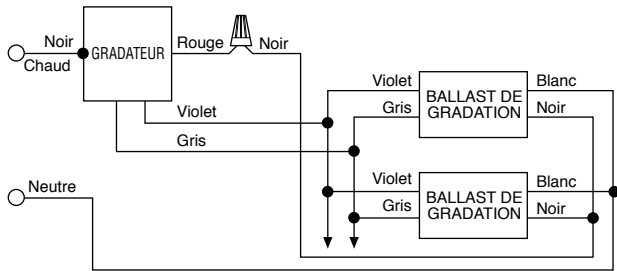 Noir
Chaud
GRADATEUR
Rouge
Noir
Violet
Gris
Violet
Gris
BALLAST DE
GRADATION
Blanc
Noir
Neutre
Violet
Gris
BALLAST DE
GRADATION
Blanc
Noir